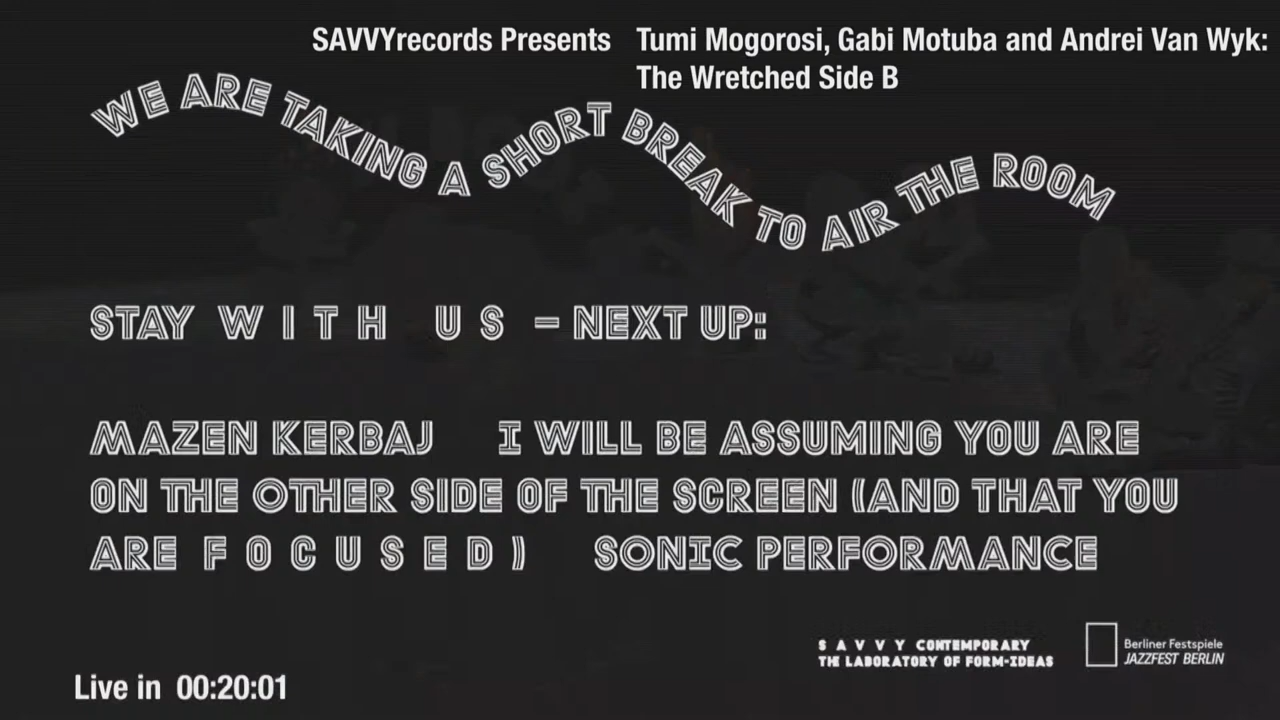 SAVVYrecords Presents
Tumi Mogorosi, Gabi Motuba and Andrei Van Wyk:
The Wretched Side B
WE ARE TAKING A SHORT BREAK TO AIR THE ROOM
STAY W I T H U S – NEXT UP:
MAZEN KERBAJ I WILL BE ASSUMING YOU ARE
ON THE OTHER SIDE OF THE SCREEN (AND THAT YOU
ARE F O C U S E D ) SONIC PERFORMANCE
S A V V Y CONTEMPORARY
THE LABORATORY OF FORM-IDEAS
Berliner Festspiele
JAZZFEST BERLIN
Live in 00:20:01